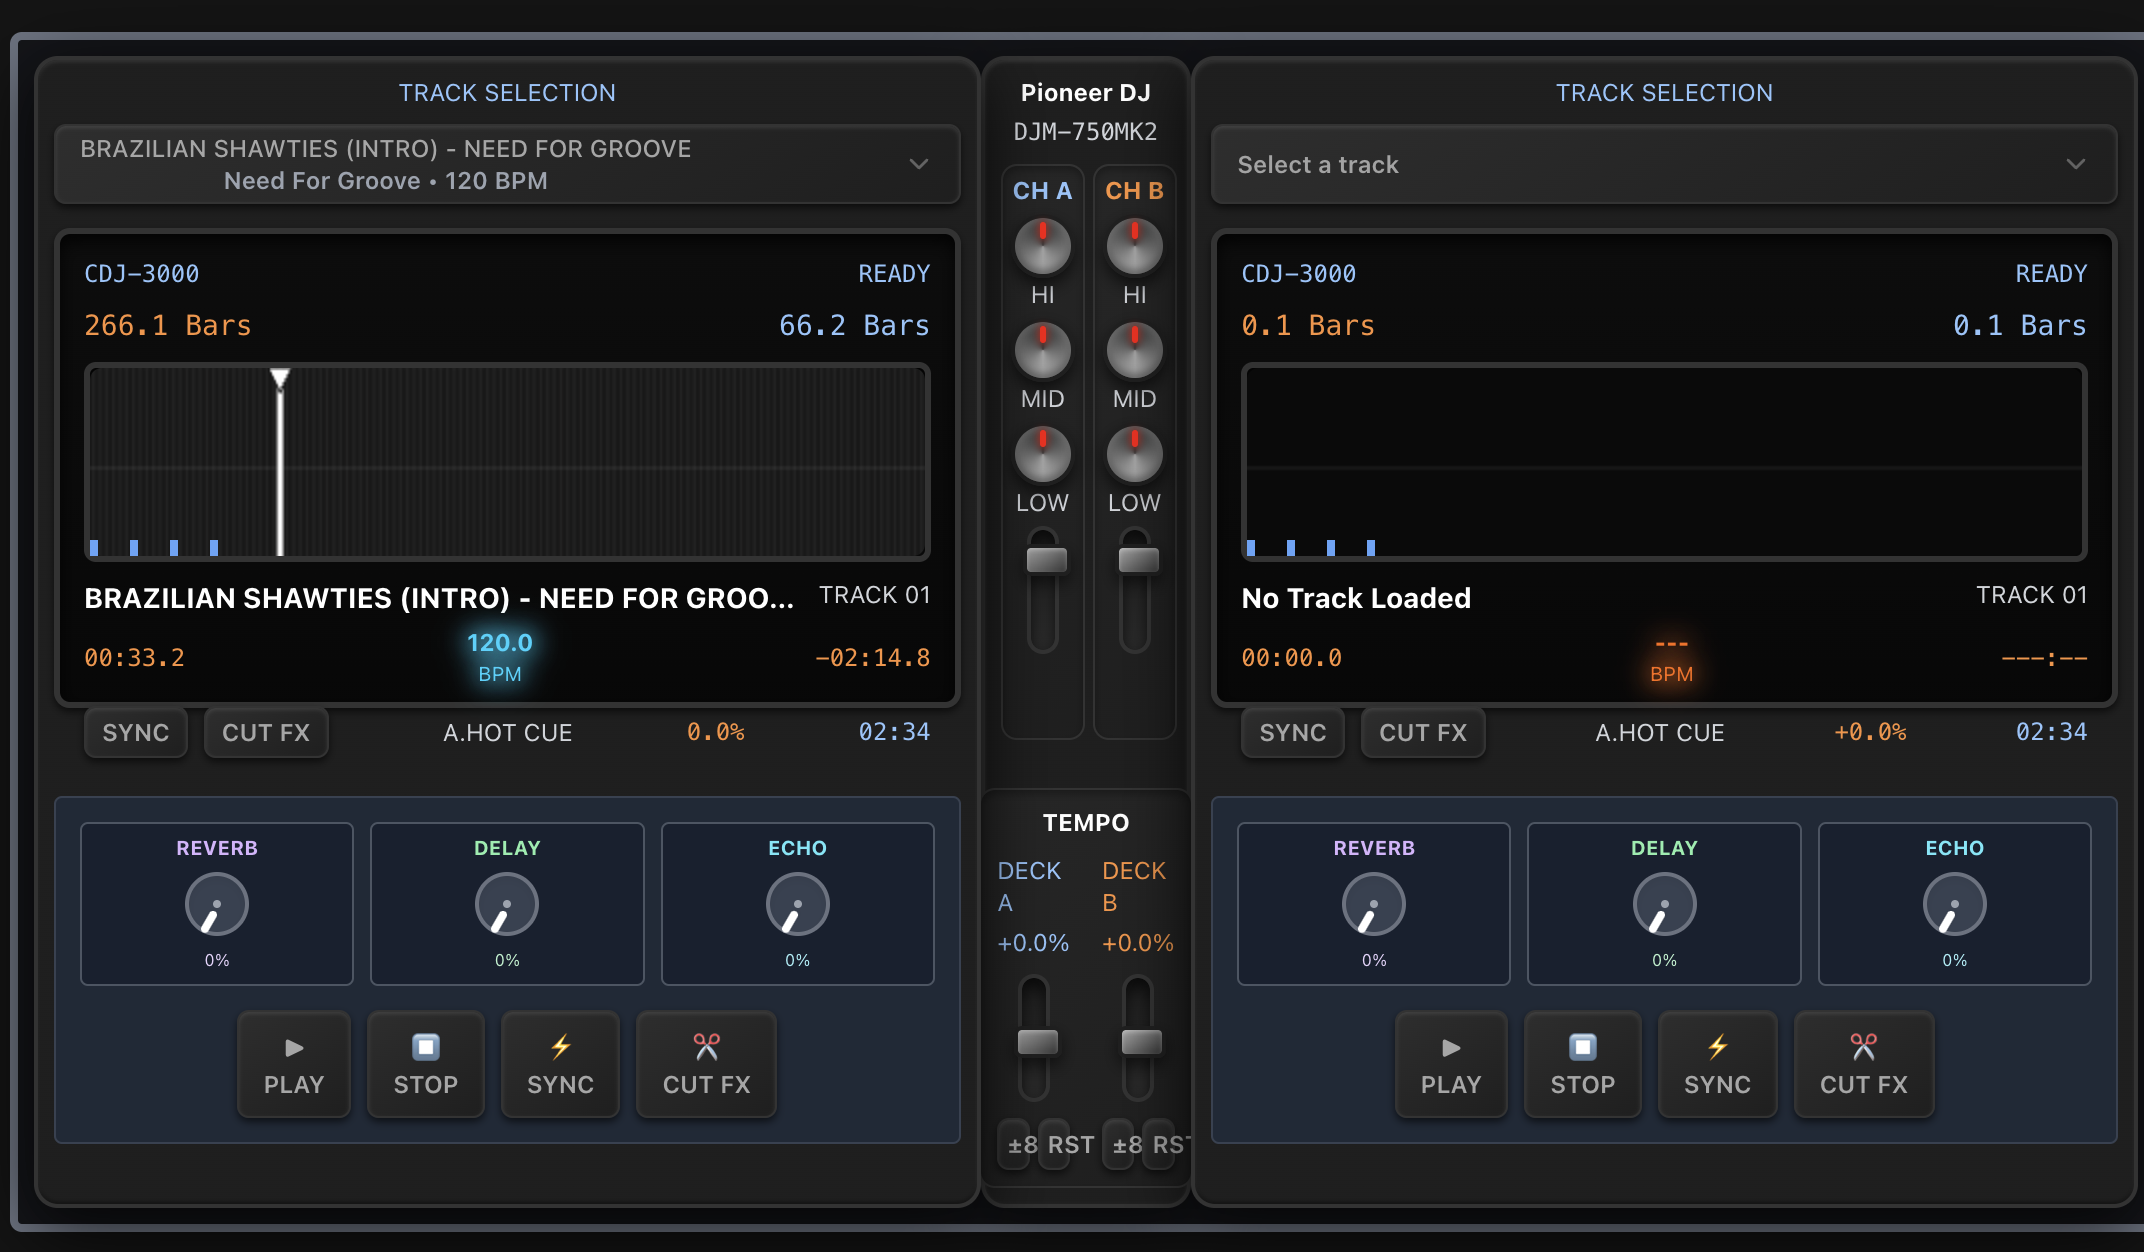 TRACK SELECTION
BRAZILIAN SHAWTIES (INTRO) - NEED FOR GROOVE
Need For Groove • 120 BPM
CDJ-3000
READY
266.1 Bars
66.2 Bars
BRAZILIAN SHAWTIES (INTRO) - NEED FOR GROO...
TRACK 01
00:33.2
120.0
BPM
-02:14.8
SYNC
CUT FX
A.HOT CUE
0.0%
02:34
REVERB
DELAY
ECHO
0%
0%
0%
PLAY
STOP
SYNC
CUT FX
Pioneer DJ
DJM-750MK2
CH A
CH B
HI
HI
MID
MID
LOW
LOW
TEMPO
DECK
A
DECK
B
+0.0%
+0.0%
±8
RST
±8
RST
TRACK SELECTION
Select a track
CDJ-3000
READY
0.1 Bars
0.1 Bars
No Track Loaded
TRACK 01
00:00.0
---
BPM
---:--
SYNC
CUT FX
A.HOT CUE
+0.0%
02:34
REVERB
DELAY
ECHO
0%
0%
0%
PLAY
STOP
SYNC
CUT FX